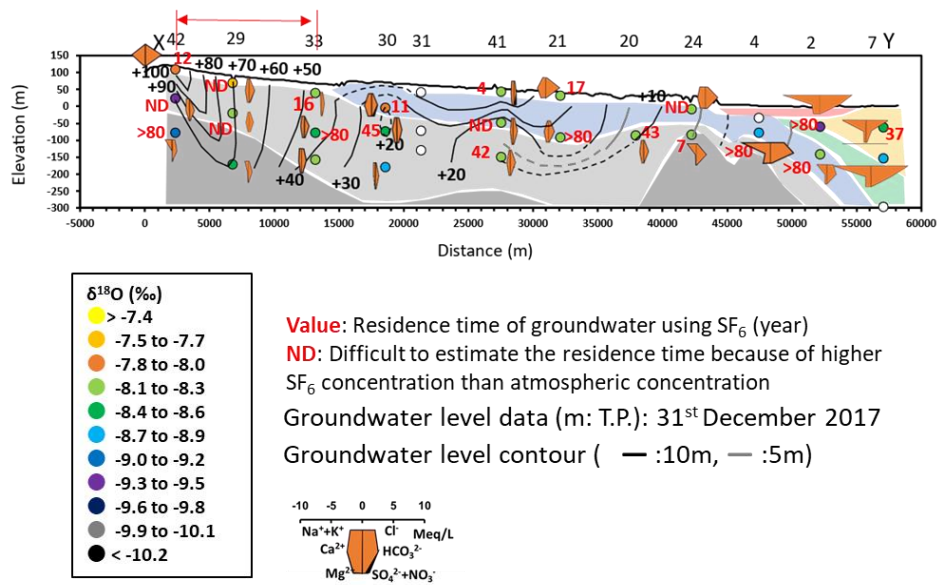 X 42 29 33 30 31 41 21 20 24 4 2 7 Y
150
100
50
0
-50
-100
-150
-200
-250
-300
Elevation (m)
12 +80 +70 +60 +50
+100
+90
ND ND 16 11 4 17 +10 ND
ND >80 45 ND >80 43 >80 37
>80 +20 42 7 >80 >80
+40 +30 +20
-5000 0 5000 10000 15000 20000 25000 30000 35000 40000 45000 50000 55000 60000
Distance (m)
δ18O (‰)
> -7.4
-7.5 to -7.7
-7.8 to -8.0
-8.1 to -8.3
-8.4 to -8.6
-8.7 to -8.9
-9.0 to -9.2
-9.3 to -9.5
-9.6 to -9.8
-9.9 to -10.1
< -10.2
Value: Residence time of groundwater using SF6 (year)
ND: Difficult to estimate the residence time because of higher
SF6 concentration than atmospheric concentration
Groundwater level data (m: T.P.): 31st December 2017
Groundwater level contour ( — :10m, — :5m)
-10 -5 0 5 10
Na++K+ Cl- Meq/L
Ca2+ HCO32-
Mg2+ SO42-+NO3-